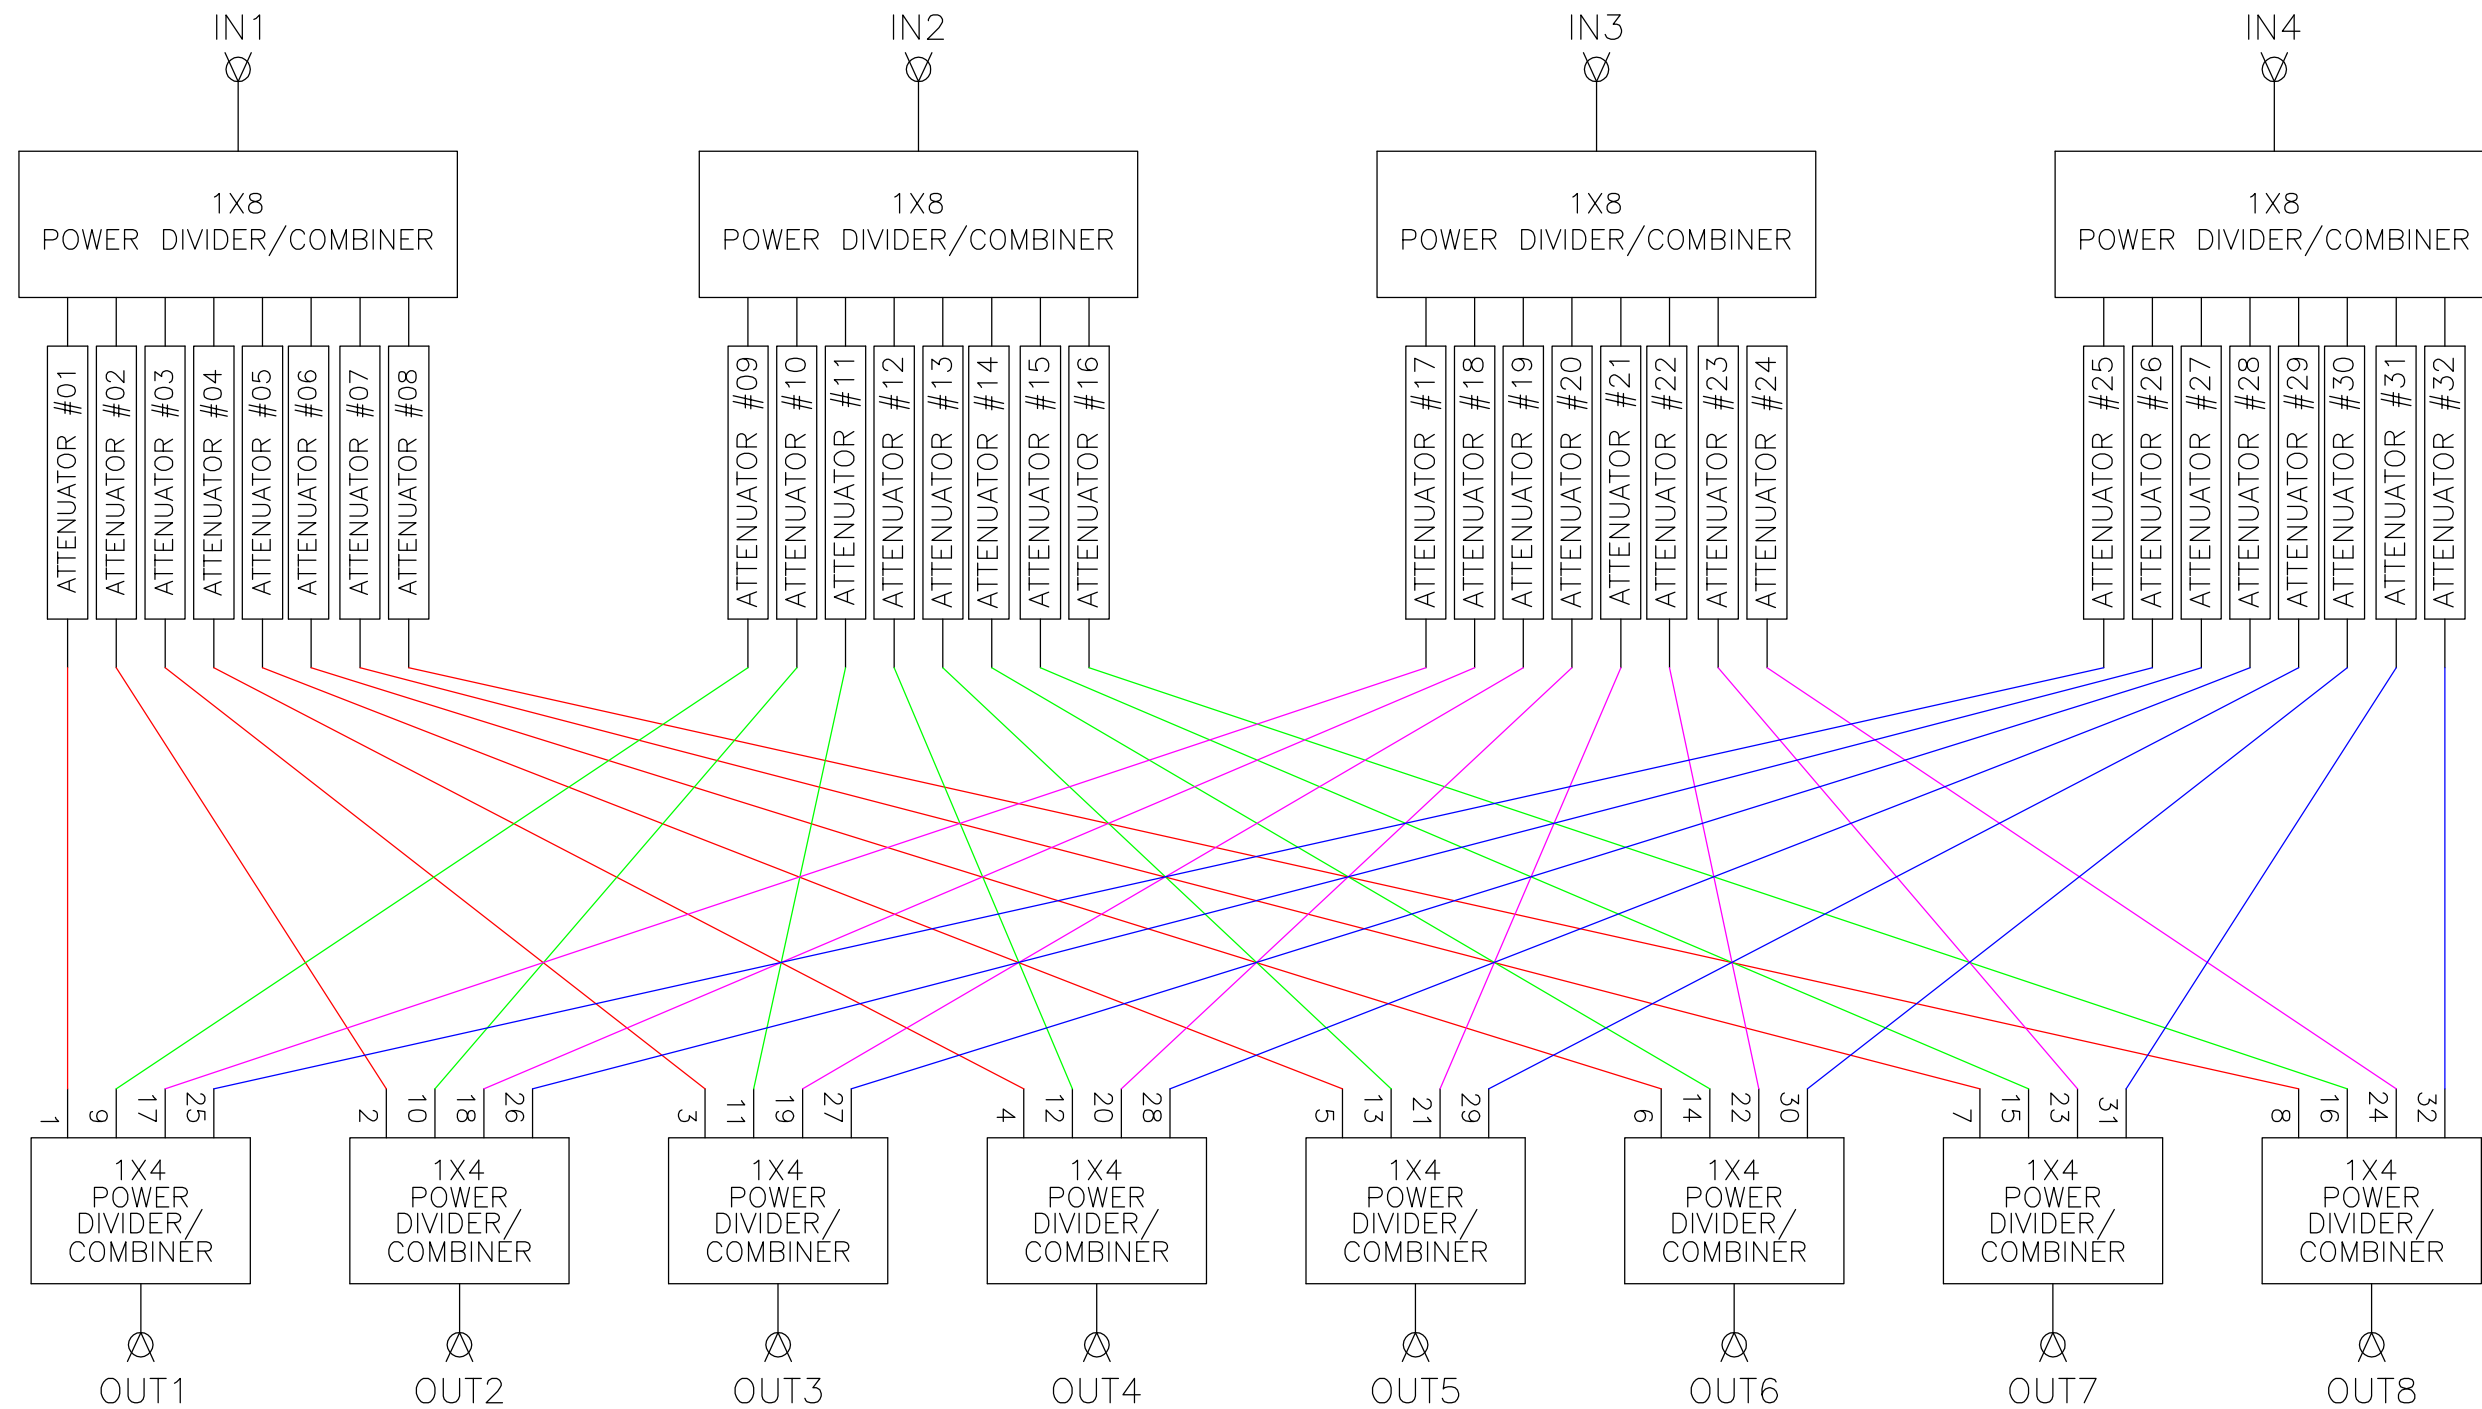 IN1
IN2
IN3
IN4
1X8
POWER DIVIDER/COMBINER
1X8
POWER DIVIDER/COMBINER
1X8
POWER DIVIDER/COMBINER
1X8
POWER DIVIDER/COMBINER
ATTENUATOR #01
ATTENUATOR #02
ATTENUATOR #03
ATTENUATOR #04
ATTENUATOR #05
ATTENUATOR #06
ATTENUATOR #07
ATTENUATOR #08
ATTENUATOR #09
ATTENUATOR #10
ATTENUATOR #11
ATTENUATOR #12
ATTENUATOR #13
ATTENUATOR #14
ATTENUATOR #15
ATTENUATOR #16
ATTENUATOR #17
ATTENUATOR #18
ATTENUATOR #19
ATTENUATOR #20
ATTENUATOR #21
ATTENUATOR #22
ATTENUATOR #23
ATTENUATOR #24
ATTENUATOR #25
ATTENUATOR #26
ATTENUATOR #27
ATTENUATOR #28
ATTENUATOR #29
ATTENUATOR #30
ATTENUATOR #31
ATTENUATOR #32
1
9
17
25
2
10
18
26
3
11
19
27
4
12
20
28
5
13
21
29
6
14
22
30
7
15
23
31
8
16
24
32
1X4
POWER
DIVIDER/
COMBINER
1X4
POWER
DIVIDER/
COMBINER
1X4
POWER
DIVIDER/
COMBINER
1X4
POWER
DIVIDER/
COMBINER
1X4
POWER
DIVIDER/
COMBINER
1X4
POWER
DIVIDER/
COMBINER
1X4
POWER
DIVIDER/
COMBINER
1X4
POWER
DIVIDER/
COMBINER
OUT1
OUT2
OUT3
OUT4
OUT5
OUT6
OUT7
OUT8